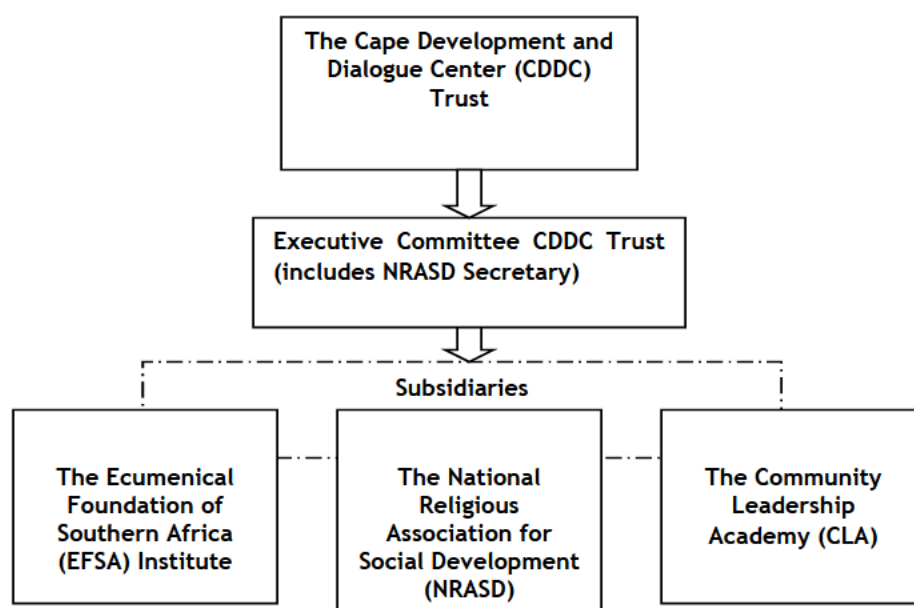 The Cape Development and
Dialogue Center (CDDC)
Trust
Executive Committee CDDC Trust
(includes NRASD Secretary)
Subsidiaries
The Ecumenical
Foundation of
Southern Africa
(EFSA) Institute
The National
Religious
Association for
Social Development
(NRASD)
The Community
Leadership
Academy (CLA)